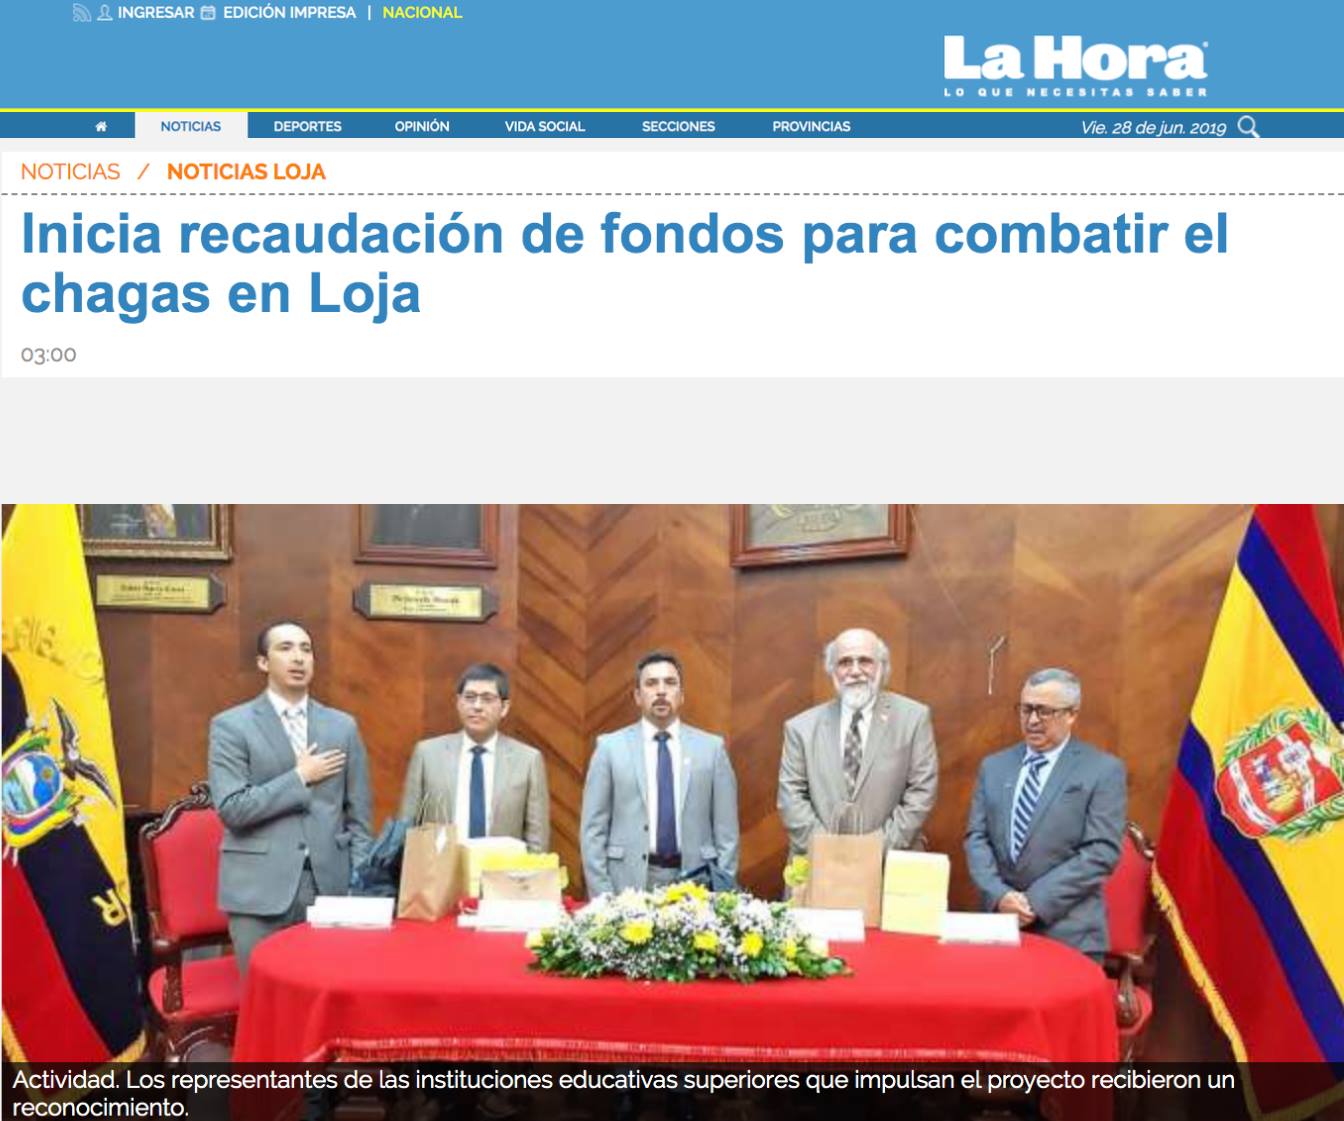 INGRESAR EDICIÓN IMPRESA | NACIONAL
La Hora
LO QUE NECESITAS SABER
NOTICIAS DEPORTES OPINIÓN VIDA SOCIAL SECCIONES PROVINCIAS Vie. 28 de jun. 2019
NOTICIAS / NOTICIAS LOJA
Inicia recaudación de fondos para combatir el
chagas en Loja
03:00
Actividad. Los representantes de las instituciones educativas superiores que impulsan el proyecto recibieron un
reconocimiento.